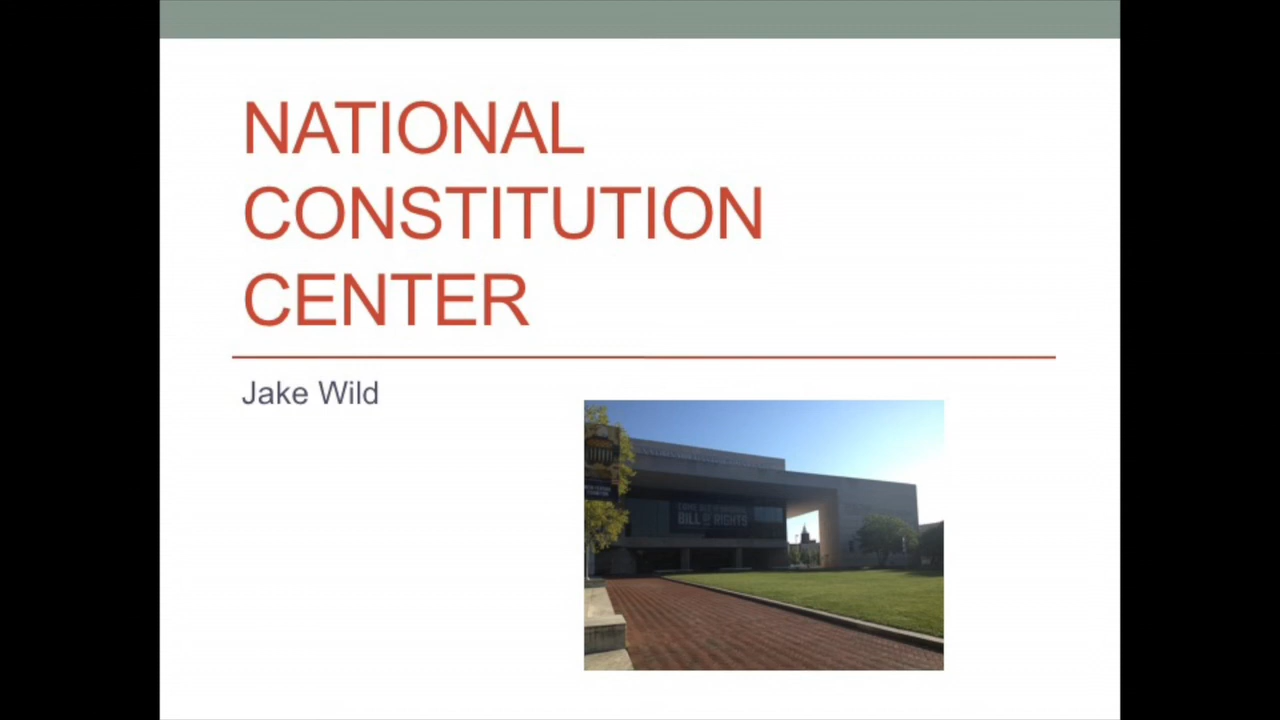 NATIONAL
CONSTITUTION
CENTER
Jake Wild
BILL OF RIGHTS